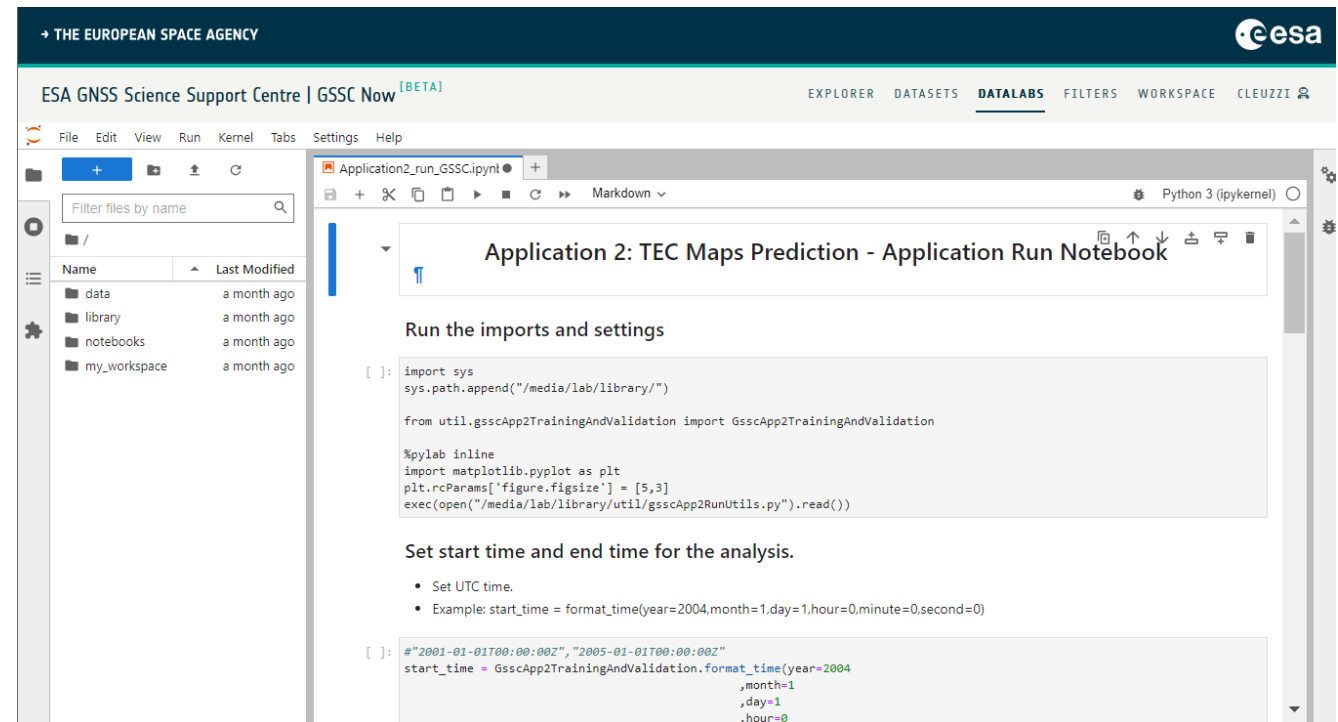 → THE EUROPEAN SPACE AGENCY
esa
ESA GNSS Science Support Centre | GSSC Now [BETA]
EXPLORER DATASETS DATALABS FILTERS WORKSPACE CLEUZZI
File Edit View Run Kernel Tabs Settings Help
Application2_run_GSSC.ipynb
Markdown
Python 3 (ipykernel)
Filter files by name
/
Name Last Modified
data a month ago
library a month ago
notebooks a month ago
my_workspace a month ago
Application 2: TEC Maps Prediction - Application Run Notebook
¶
Run the imports and settings
[ ]: import sys
sys.path.append("/media/lab/library/")
from util.gsscApp2TrainingAndValidation import GsscApp2TrainingAndValidation
%pylab inline
import matplotlib.pyplot as plt
plt.rcParams['figure.figsize'] = [5,3]
exec(open("/media/lab/library/util/gsscApp2RunUtils.py").read())
Set start time and end time for the analysis.
• Set UTC time.
• Example: start_time = format_time(year=2004,month=1,day=1,hour=0,minute=0,second=0)
[ ]: #"2001-01-01T00:00:00Z","2005-01-01T00:00:00Z"
start_time = GsscApp2TrainingAndValidation.format_time(year=2004
,month=1
,day=1
,hour=0